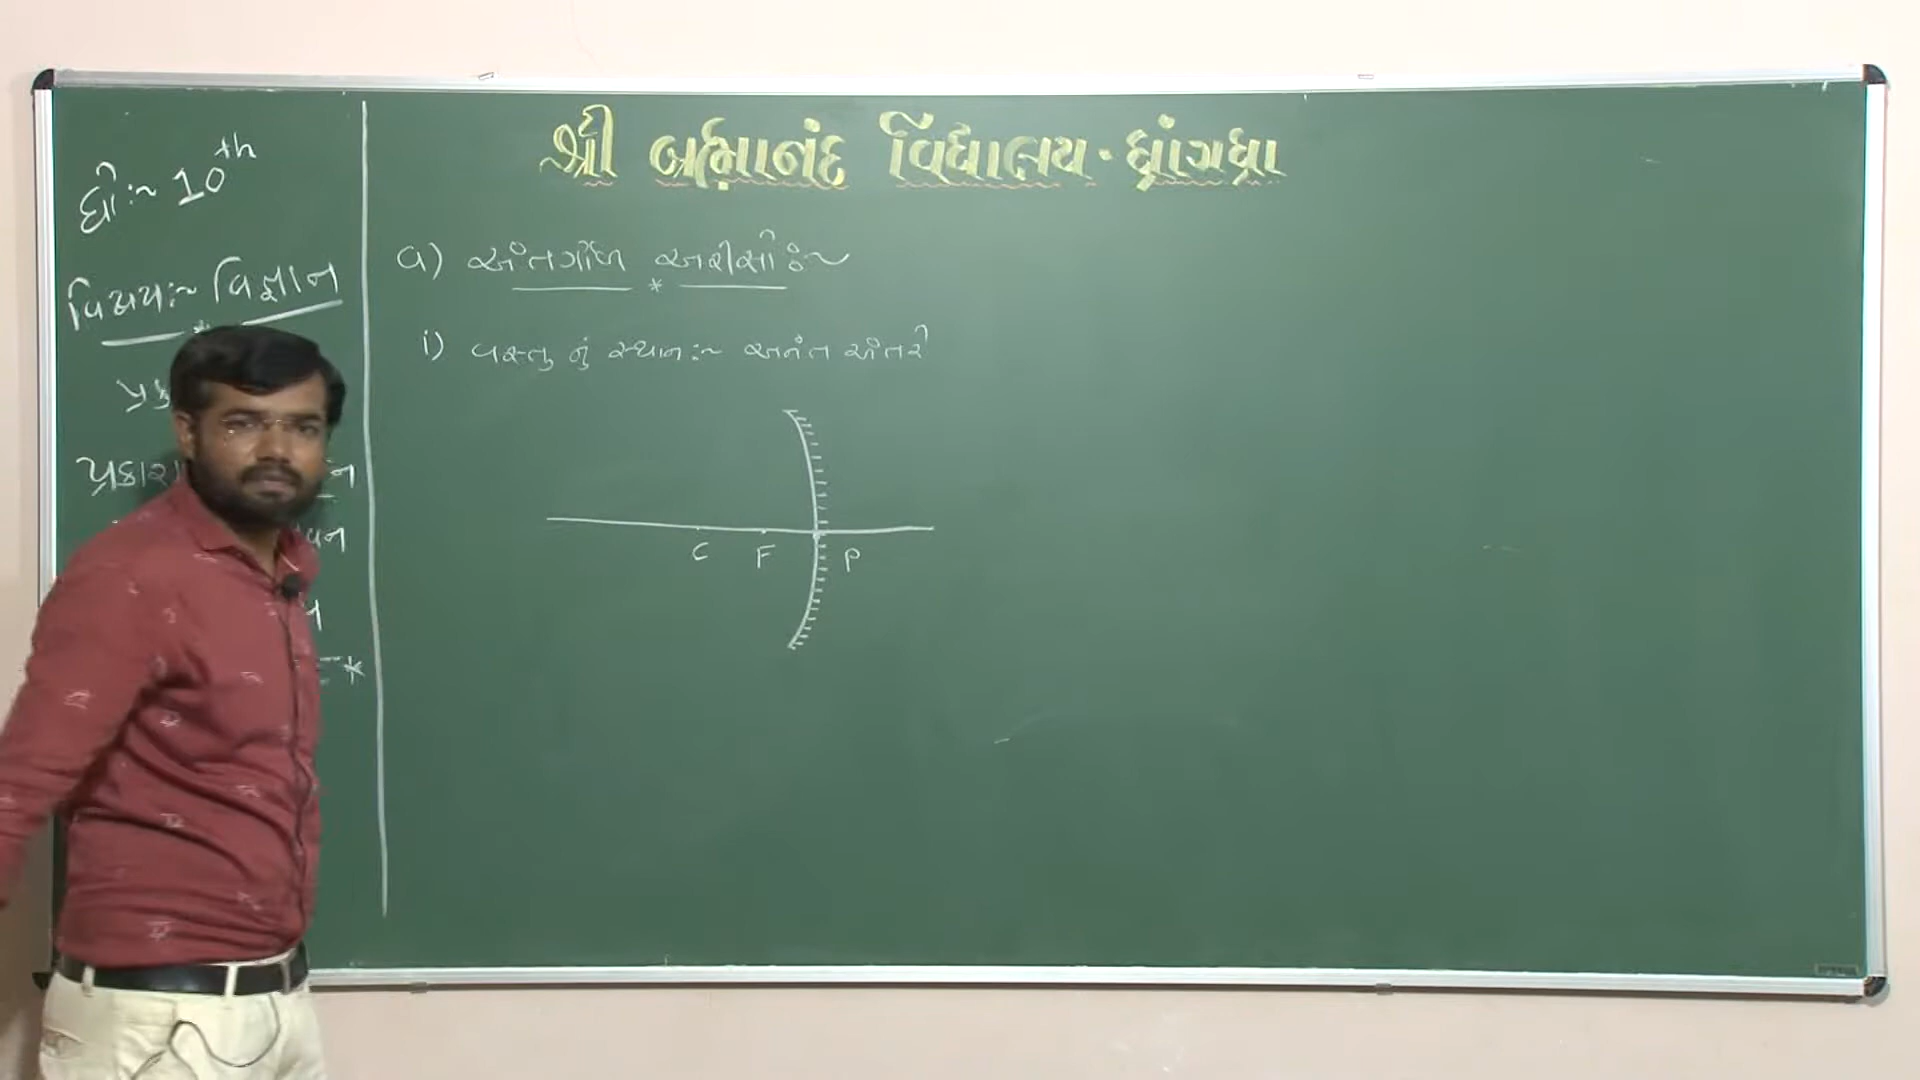 શ્રી બ્રહ્માનંદ વિદ્યાલય - ધ્રાંગધ્રા
ધો :~ 10th
વિષય :~ વિજ્ઞાન
a) અંતર્ગોળ અરીસો :~
i) વસ્તુ નું સ્થાન :~ અનંત અંતરે
C F P